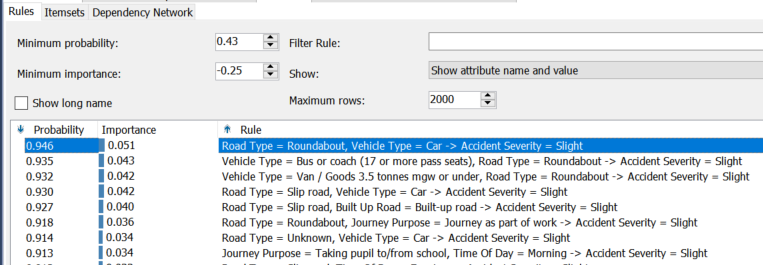 Rules Itemsets Dependency Network
Minimum probability: 0.43 Filter Rule:
Minimum importance: -0.25 Show: Show attribute name and value
Show long name Maximum rows: 2000
Probability Importance Rule
0.946 0.051 Road Type = Roundabout, Vehicle Type = Car -> Accident Severity = Slight
0.935 0.043 Vehicle Type = Bus or coach (17 or more pass seats), Road Type = Roundabout -> Accident Severity = Slight
0.932 0.042 Vehicle Type = Van / Goods 3.5 tonnes mgw or under, Road Type = Roundabout -> Accident Severity = Slight
0.930 0.042 Road Type = Slip road, Vehicle Type = Car -> Accident Severity = Slight
0.927 0.040 Road Type = Slip road, Built Up Road = Built-up road -> Accident Severity = Slight
0.918 0.036 Road Type = Roundabout, Journey Purpose = Journey as part of work -> Accident Severity = Slight
0.914 0.034 Road Type = Unknown, Vehicle Type = Car -> Accident Severity = Slight
0.913 0.034 Journey Purpose = Taking pupil to/from school, Time Of Day = Morning -> Accident Severity = Slight